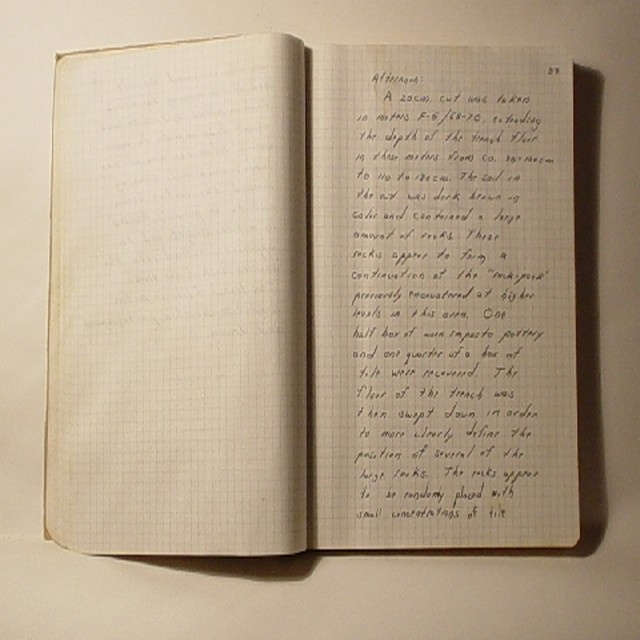 33
Afternoon:
A 20cm. cut was taken
in meters F-G/68-70, extending
the depth of the trench floor
in these meters from ca. 100cm
to 110 to 120cm. The soil in
the cut was dark brown in
color and contained a large
amount of rocks. These
rocks appear to form a
continuation of the "rock-pack"
previously encountered at higher
levels in this area. One
half box of impasto pottery
and one quarter of a box of
tile were recovered. The
floor of the trench was
then swept down in order
to more clearly define the
position of several of the
large rocks. The rocks appear
to be randomly placed with
small concentrations of tile